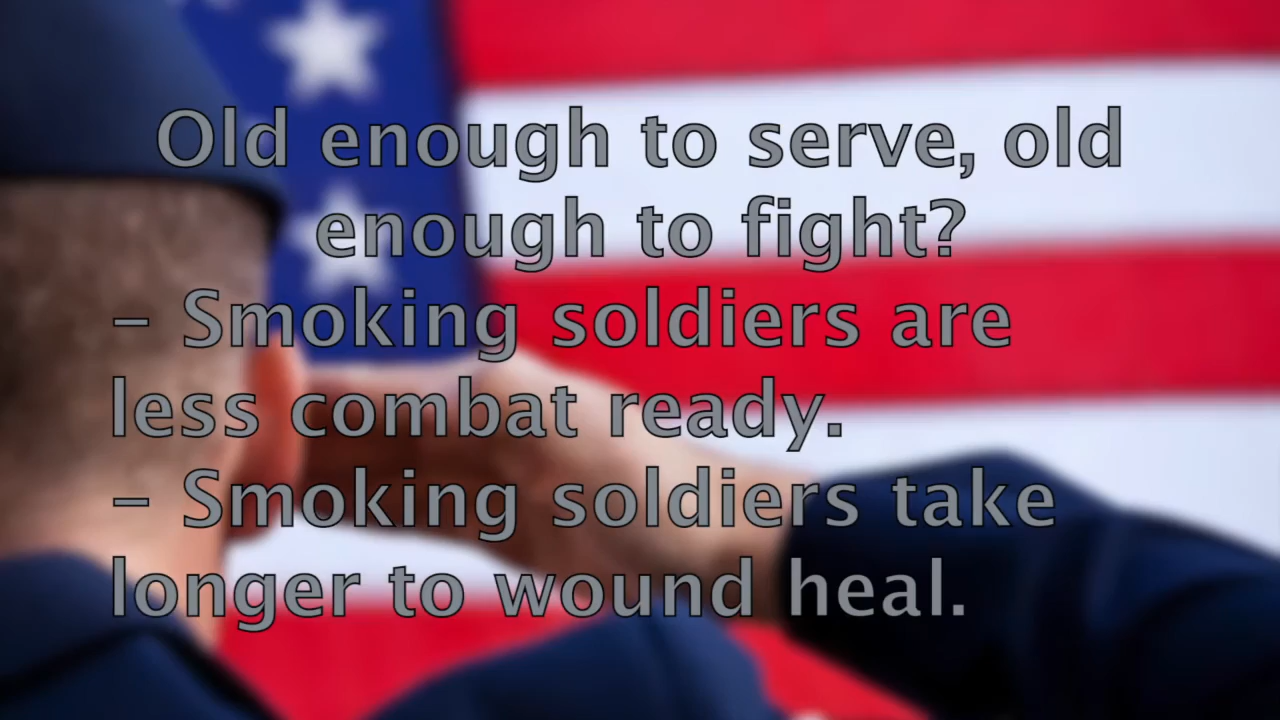 Old enough to serve, old
enough to fight?
– Smoking soldiers are
less combat ready.
– Smoking soldiers take
longer to wound heal.